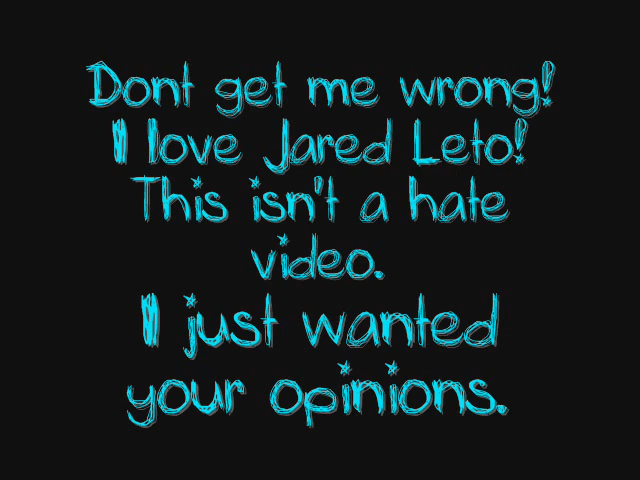 Dont get me wrong!
I love Jared Leto!
This isn't a hate
video.
I just wanted
your opinions.